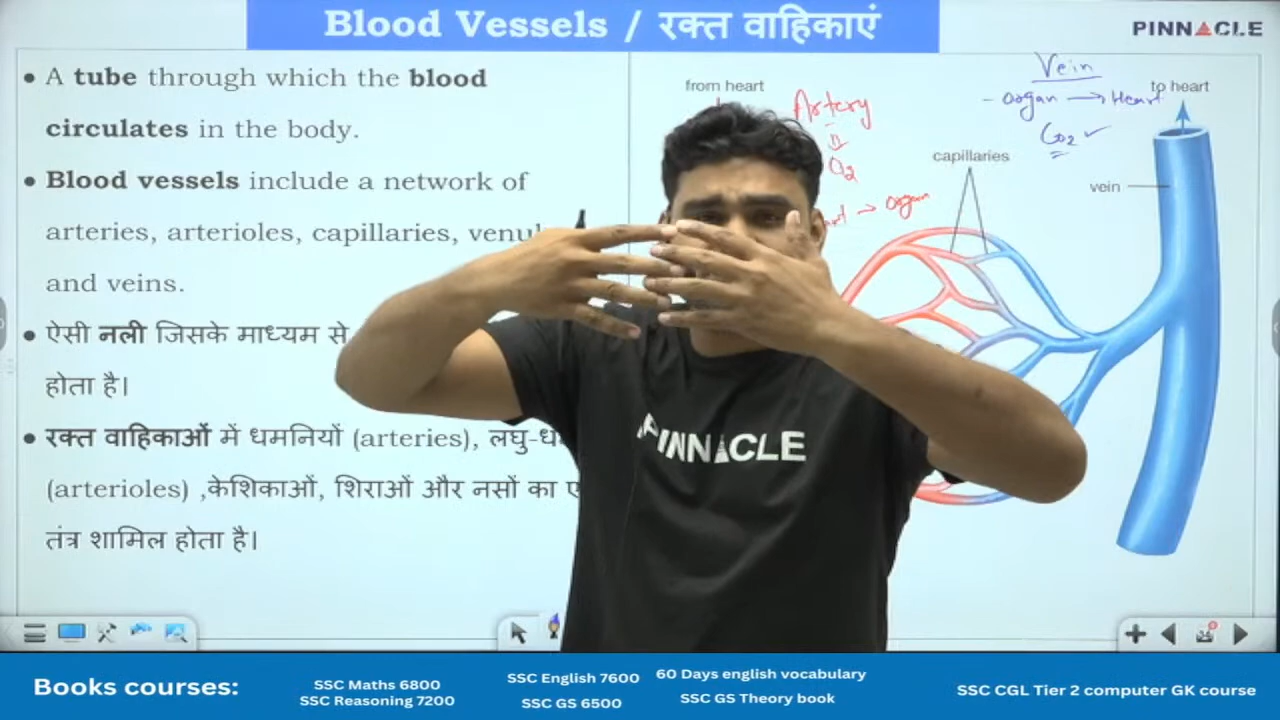 Blood Vessels / रक्त वाहिकाएं
PINNACLE
• A tube through which the blood
circulates in the body.
• Blood vessels include a network of
arteries, arterioles, capillaries,
and veins.
• ऐसी नली जिसके माध्यम से
होता है।
• रक्त वाहिकाओं में धमनियों (arteries),
(arterioles) ,केशिकाओं, शिराओं और नसों का
तंत्र शामिल होता है।
from heart
Artery
O2
→ organ
capillaries
Vein
- organ → Heart
CO2 ✓
to heart
vein
PINNACLE
Books courses:
SSC Maths 6800
SSC Reasoning 7200
SSC English 7600
SSC GS 6500
60 Days english vocabulary
SSC GS Theory book
SSC CGL Tier 2 computer GK course